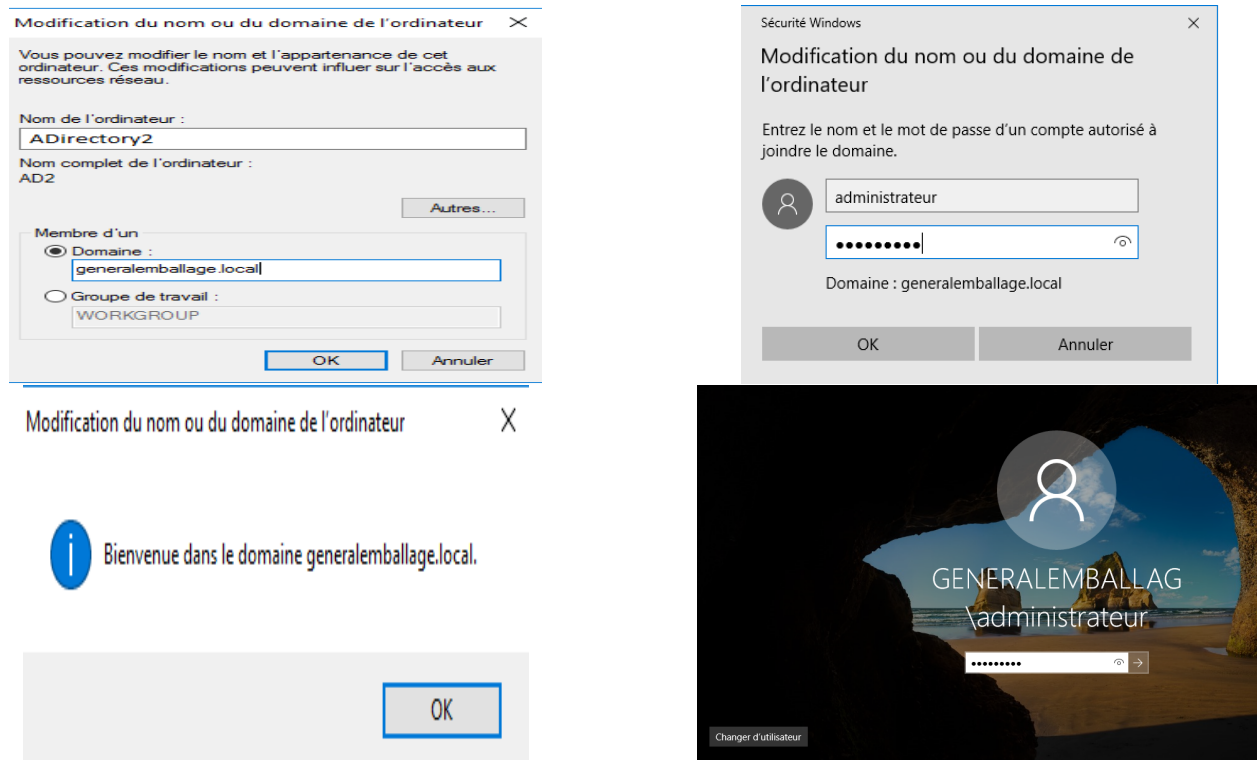 Modification du nom ou du domaine de l'ordinateur
Vous pouvez modifier le nom et l'appartenance de cet
ordinateur. Ces modifications peuvent influer sur l'accès aux
ressources réseau.
Nom de l'ordinateur :
ADirectory2
Nom complet de l'ordinateur :
AD2
Autres...
Membre d'un
Domaine :
generalemballage.local
Groupe de travail :
WORKGROUP
OK
Annuler
Sécurité Windows
Modification du nom ou du domaine de
l'ordinateur
Entrez le nom et le mot de passe d'un compte autorisé à
joindre le domaine.
administrateur
●●●●●●●●●
Domaine : generalemballage.local
OK
Annuler
Modification du nom ou du domaine de l'ordinateur
Bienvenue dans le domaine generalemballage.local.
OK
GENERALEMBALLAG
\administrateur
●●●●●●●●●
Changer d'utilisateur